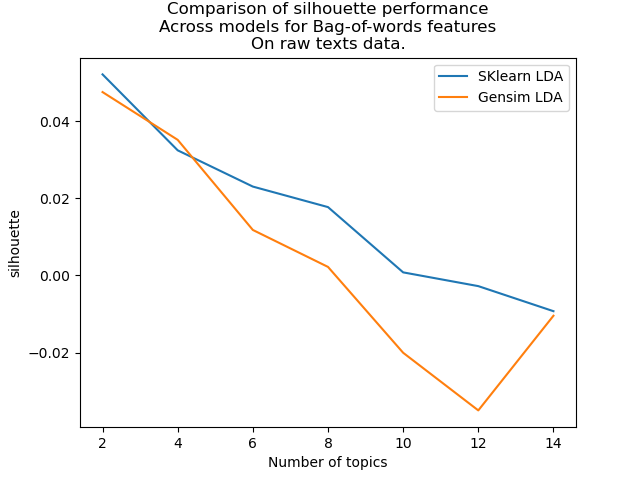 Comparison of silhouette performance
Across models for Bag-of-words features
On raw texts data.
SKlearn LDA
Gensim LDA
0.04
0.02
0.00
−0.02
silhouette
2 4 6 8 10 12 14
Number of topics